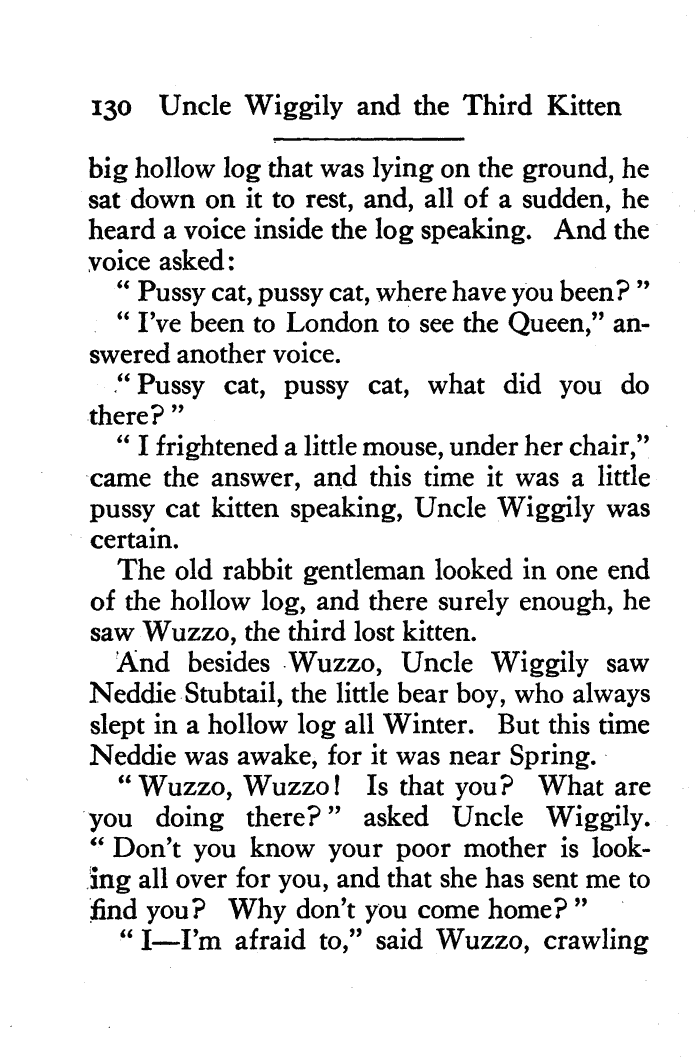 130 Uncle Wiggily and the Third Kitten
big hollow log that was lying on the ground, he
sat down on it to rest, and, all of a sudden, he
heard a voice inside the log speaking. And the
voice asked:
“ Pussy cat, pussy cat, where have you been? ”
“ I've been to London to see the Queen,” an-
swered another voice.
“ Pussy cat, pussy cat, what did you do
there? ”
“ I frightened a little mouse, under her chair,”
came the answer, and this time it was a little
pussy cat kitten speaking, Uncle Wiggily was
certain.
The old rabbit gentleman looked in one end
of the hollow log, and there surely enough, he
saw Wuzzo, the third lost kitten.
And besides Wuzzo, Uncle Wiggily saw
Neddie Stubtail, the little bear boy, who always
slept in a hollow log all Winter. But this time
Neddie was awake, for it was near Spring.
“ Wuzzo, Wuzzo! Is that you? What are
you doing there? ” asked Uncle Wiggily.
“ Don't you know your poor mother is look-
ing all over for you, and that she has sent me to
find you? Why don't you come home? ”
“ I—I'm afraid to,” said Wuzzo, crawling